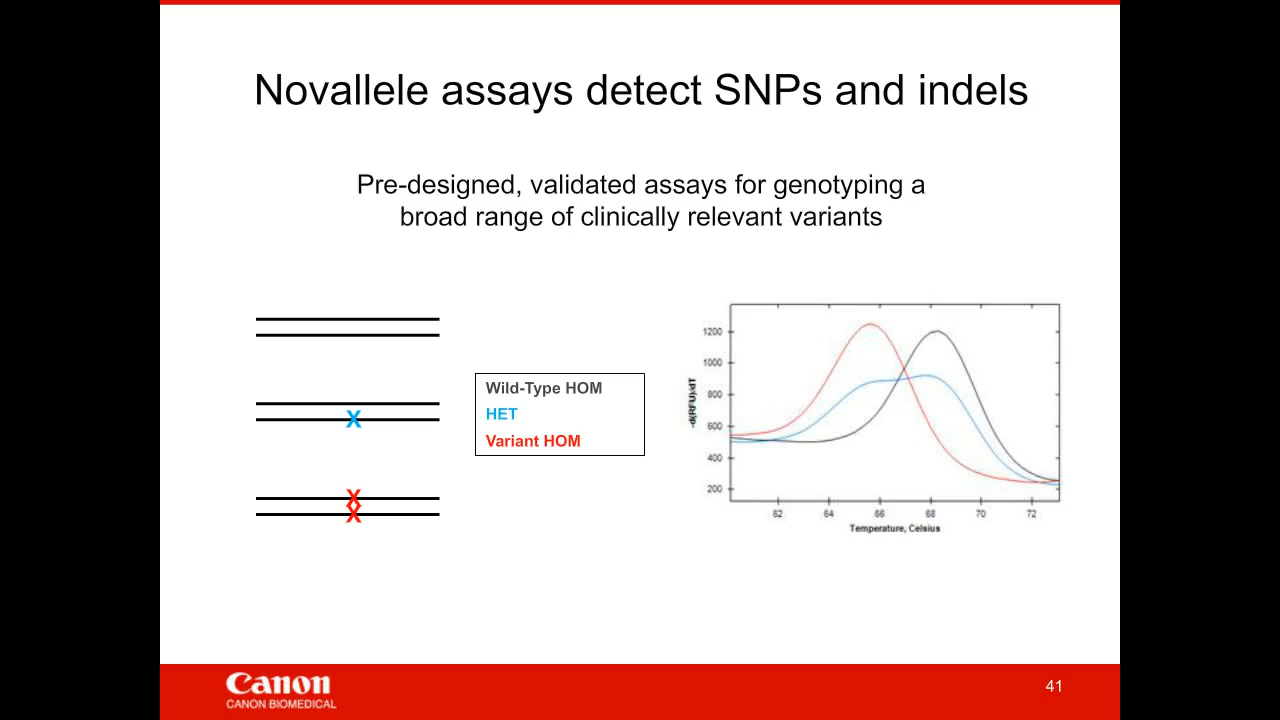 Novallele assays detect SNPs and indels
Pre-designed, validated assays for genotyping a
broad range of clinically relevant variants
X
X
X
Wild-Type HOM
HET
Variant HOM
-d(RFU)/dT
1200
1000
800
600
400
200
62 64 66 68 70 72
Temperature, Celsius
Canon
CANON BIOMEDICAL
41